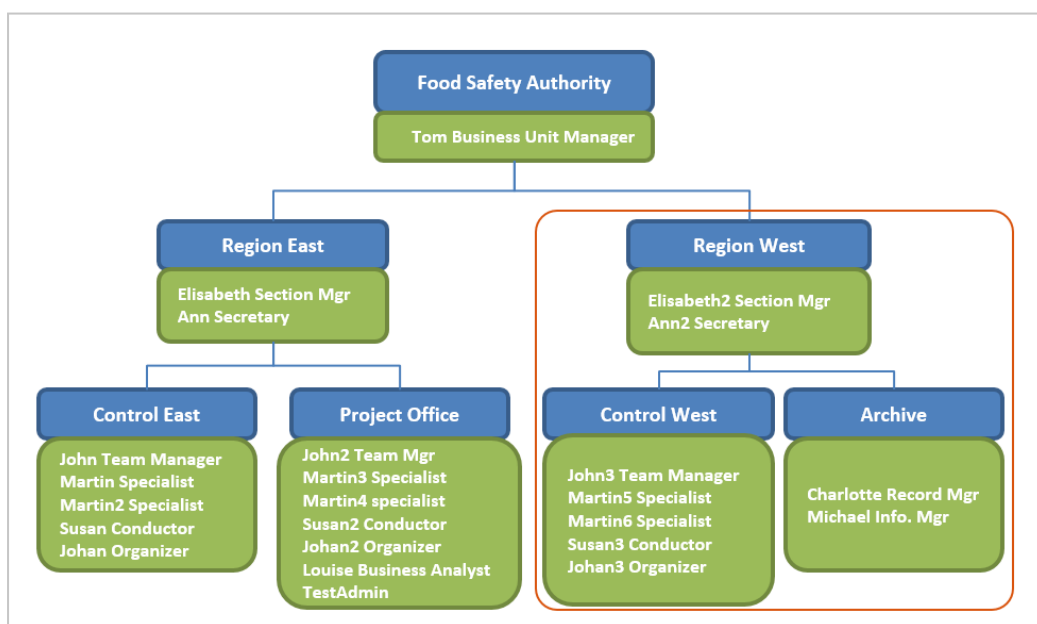 Food Safety Authority
Tom Business Unit Manager
Region East
Elisabeth Section Mgr
Ann Secretary
Region West
Elisabeth2 Section Mgr
Ann2 Secretary
Control East
John Team Manager
Martin Specialist
Martin2 Specialist
Susan Conductor
Johan Organizer
Project Office
John2 Team Mgr
Martin3 Specialist
Martin4 specialist
Susan2 Conductor
Johan2 Organizer
Louise Business Analyst
TestAdmin
Control West
John3 Team Manager
Martin5 Specialist
Martin6 Specialist
Susan3 Conductor
Johan3 Organizer
Archive
Charlotte Record Mgr
Michael Info. Mgr